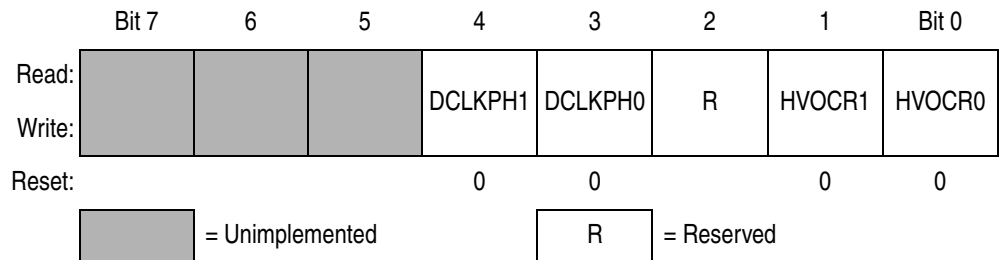 Bit 7 6 5 4 3 2 1 Bit 0
Read:
DCLKPH1 DCLKPH0 R HVOCR1 HVOCR0
Write:
Reset: 0 0 0 0
= Unimplemented R = Reserved